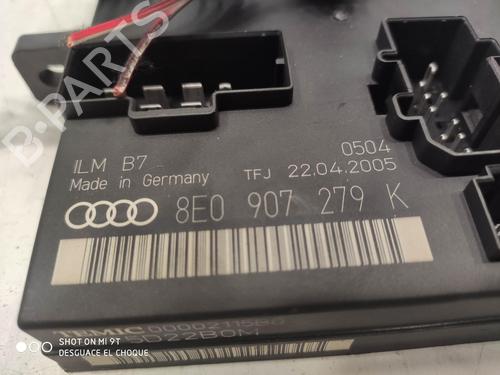 B-PARTS
ILM B7
Made in Germany
0504
TFJ 22.04.2005
8E0 907 279 K
TEMIC
5D22B0M
SHOT ON MI 9T
DESGUACE EL CHOQUE